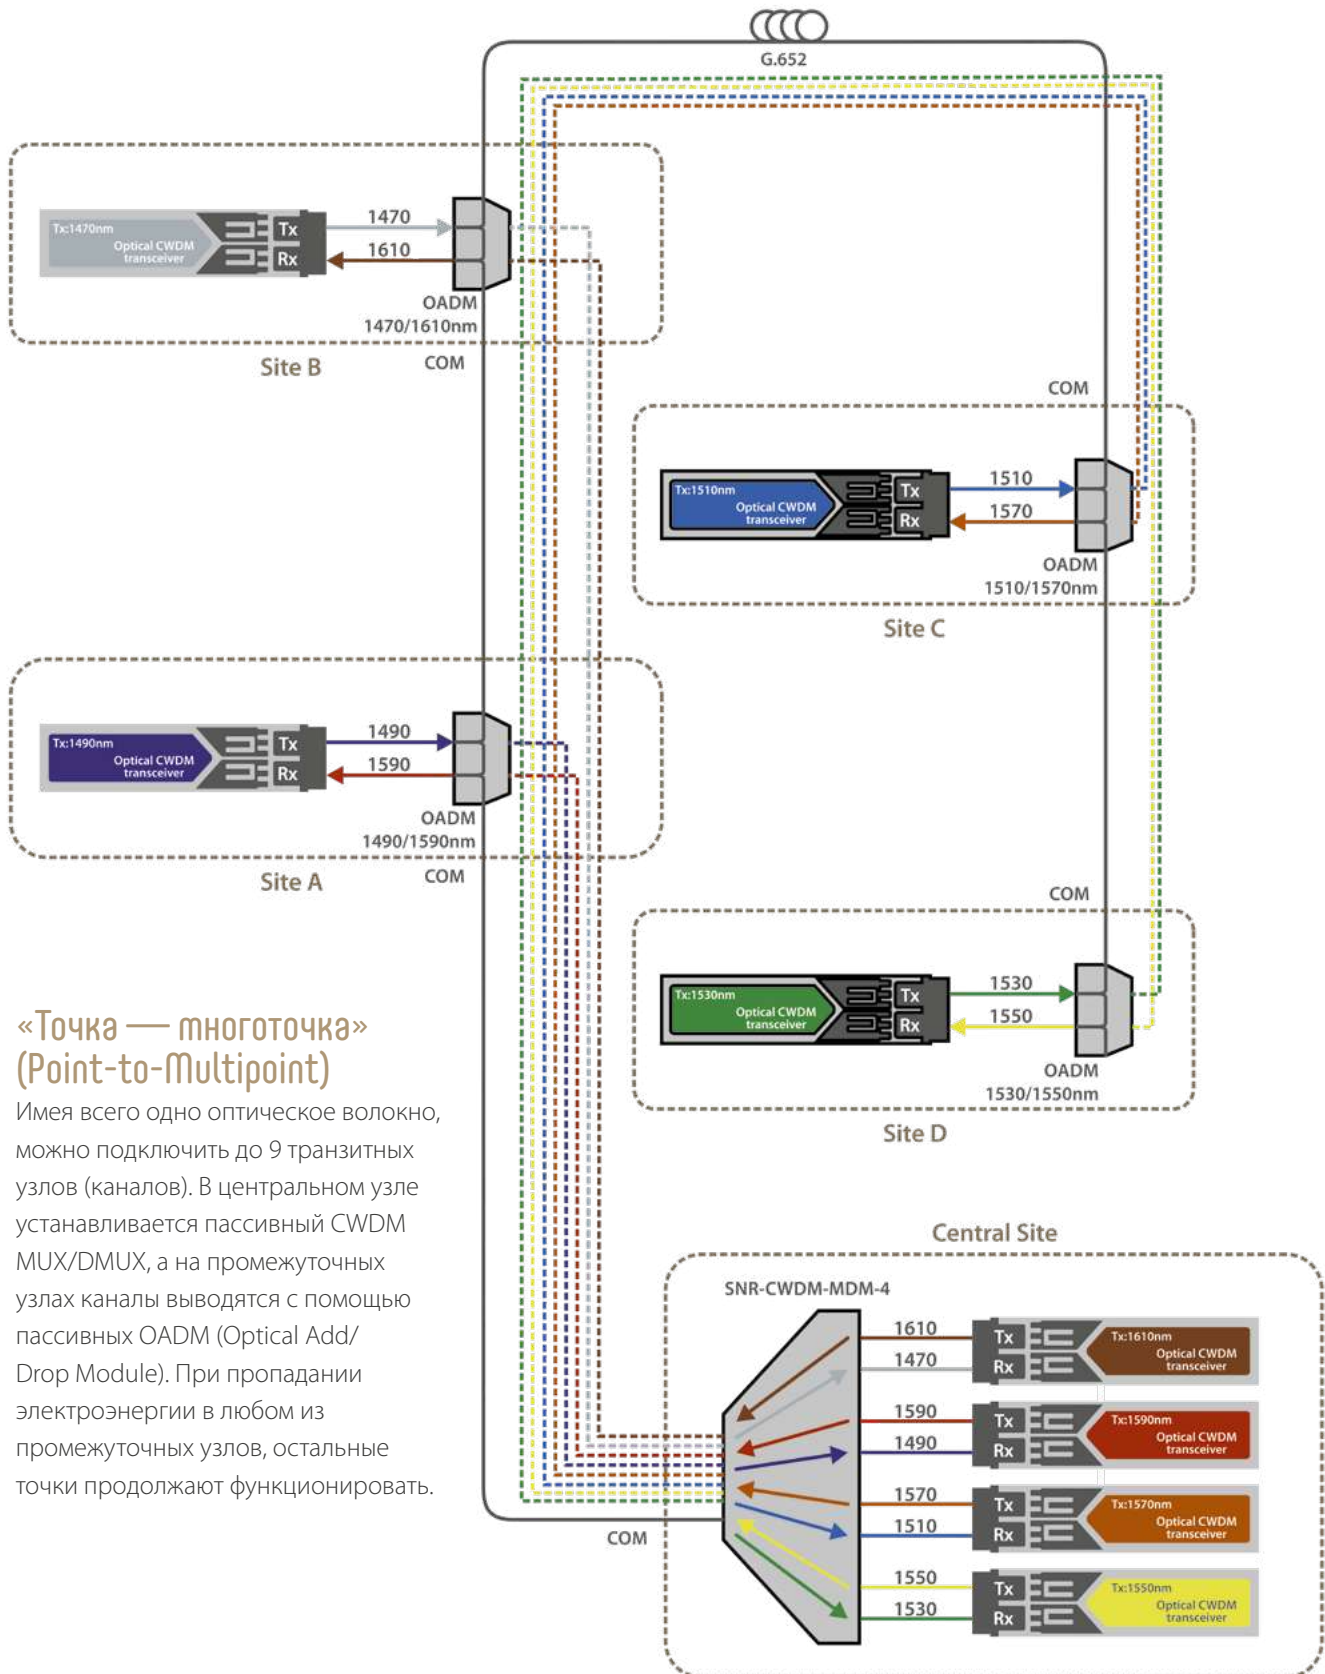 G.652
Tx:1470nm
Optical CWDM
transceiver
Tx
Rx
1470
1610
OADM
1470/1610nm
Site B
COM
COM
Tx:1510nm
Optical CWDM
transceiver
Tx
Rx
1510
1570
OADM
1510/1570nm
Site C
Tx:1490nm
Optical CWDM
transceiver
Tx
Rx
1490
1590
OADM
1490/1590nm
Site A
COM
COM
Tx:1530nm
Optical CWDM
transceiver
Tx
Rx
1530
1550
OADM
1530/1550nm
Site D
«Точка — многоточка»
(Point-to-Multipoint)
Имея всего одно оптическое волокно,
можно подключить до 9 транзитных
узлов (каналов). В центральном узле
устанавливается пассивный CWDM
MUX/DMUX, а на промежуточных
узлах каналы выводятся с помощью
пассивных OADM (Optical Add/
Drop Module). При пропадании
электроэнергии в любом из
промежуточных узлов, остальные
точки продолжают функционировать.
Central Site
SNR-CWDM-MDM-4
1610
1470
Tx
Rx
Tx:1610nm
Optical CWDM
transceiver
1590
1490
Tx
Rx
Tx:1590nm
Optical CWDM
transceiver
1570
1510
Tx
Rx
Tx:1570nm
Optical CWDM
transceiver
COM
1550
1530
Tx
Rx
Tx:1550nm
Optical CWDM
transceiver